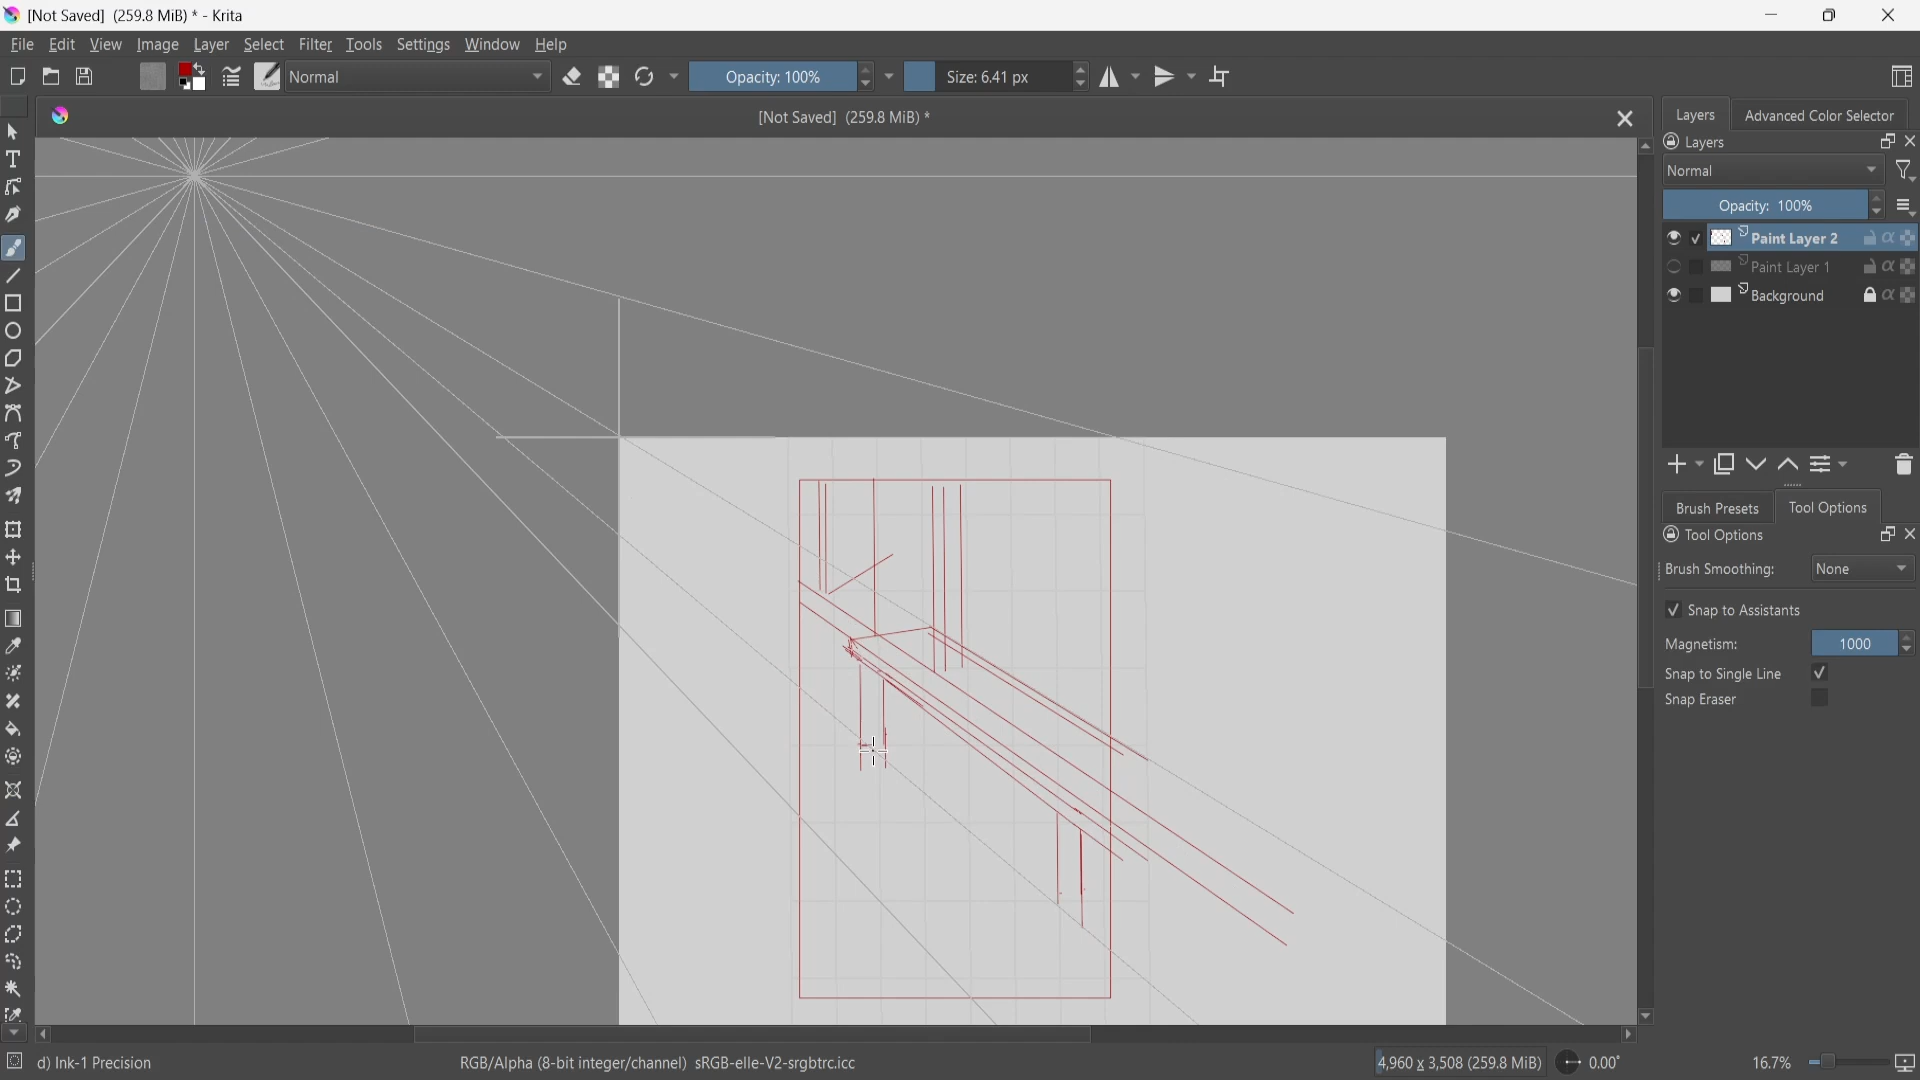 [Not Saved] (259.8 MiB) * - Krita
File Edit View Image Layer Select Filter Tools Settings Window Help
Normal Opacity: 100% Size: 6.41 px
[Not Saved] (259.8 MiB) *
Layers Advanced Color Selector
Layers
Normal
Opacity: 100%
Paint Layer 2
Paint Layer 1
Background
Brush Presets Tool Options
Tool Options
Brush Smoothing: None
Snap to Assistants
Magnetism: 1000
Snap to Single Line
Snap Eraser
d) Ink-1 Precision RGB/Alpha (8-bit integer/channel) sRGB-elle-V2-srgbtrc.icc 4,960 x 3,508 (259.8 MiB) 0.00° 16.7%